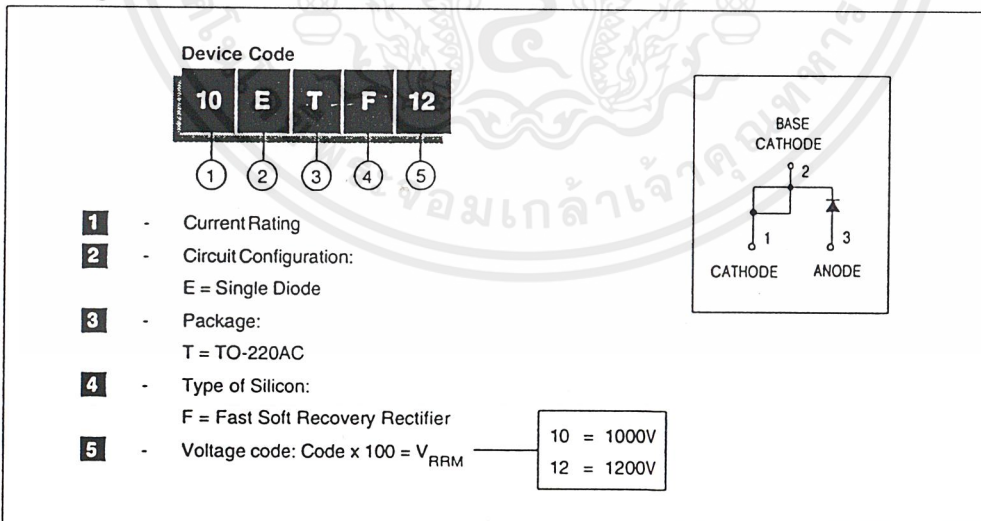 Device Code
10 E T F 12
1 2 3 4 5
1 - Current Rating
2 - Circuit Configuration:
E = Single Diode
3 - Package:
T = TO-220AC
4 - Type of Silicon:
F = Fast Soft Recovery Rectifier
5 - Voltage code: Code x 100 = VRRM
10 = 1000V
12 = 1200V
BASE
CATHODE
2
1 3
CATHODE ANODE